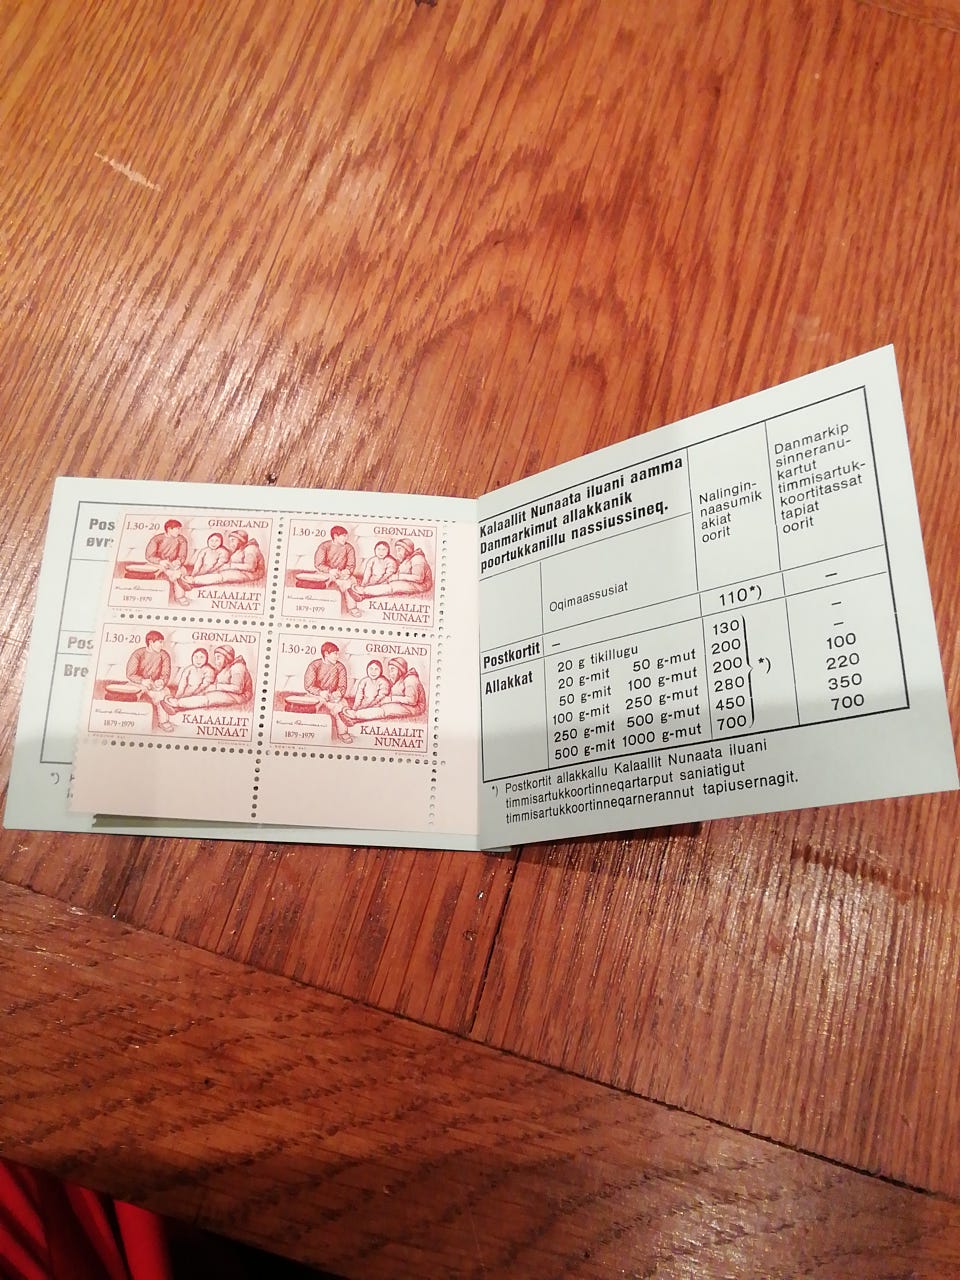 Pos
øvr
Pos
Bre
*)
1.30+20 GRØNLAND
1879-1979
KALAALLIT
NUNAAT
1.30+20 GRØNLAND
1879-1979
KALAALLIT
NUNAAT
1.30+20 GRØNLAND
1879-1979
KALAALLIT
NUNAAT
1.30+20 GRØNLAND
1879-1979
KALAALLIT
NUNAAT
Kalaallit Nunaata iluani aamma
Danmarkimut allakkanik
poortukkanillu nassiussineq.
Oqimaassusiat
Nalingin-
naasumik
akiat
oorit
Danmarkip
sinneranu-
kartut
timmisartuk-
koortitassat
tapiat
oorit
Postkortit – 110*) –
Allakkat 20 g tikillugu 130 –
20 g-mit 50 g-mut 200 –
50 g-mit 100 g-mut 200 100
100 g-mit 250 g-mut 280 220
250 g-mit 500 g-mut 450 350
500 g-mit 1000 g-mut 700 700
*)
*) Postkortit allakkallu Kalaallit Nunaata iluani
timmisartukkoortinneqartarput saniatigut
timmisartukkoortinneqarnerannut tapiusernagit.